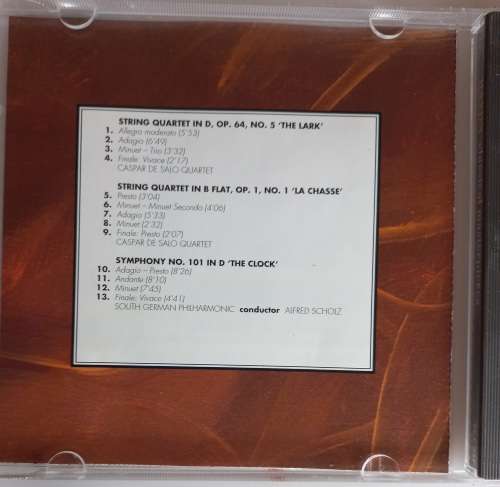 STRING QUARTET IN D, OP. 64, NO. 5 'THE LARK'
1. Allegro moderato (5'53)
2. Adagio (6'49)
3. Minuet – Trio (3'32)
4. Finale: Vivace (2'17)
CASPAR DE SALO QUARTET
STRING QUARTET IN B FLAT, OP. 1, NO. 1 'LA CHASSE'
5. Presto (3'04)
6. Minuet – Minuet Secondo (4'06)
7. Adagio (5'33)
8. Minuet (2'32)
9. Finale: Presto (2'07)
CASPAR DE SALO QUARTET
SYMPHONY NO. 101 IN D 'THE CLOCK'
10. Adagio – Presto (8'26)
11. Andante (8'10)
12. Minuet (7'45)
13. Finale: Vivace (4'41)
SOUTH GERMAN PHILHARMONIC conductor ALFRED SCHOLZ